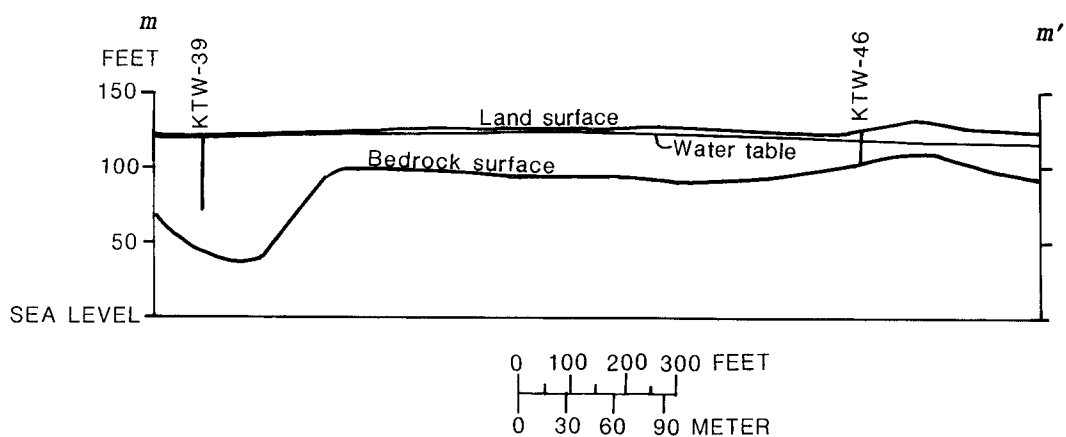 m
m'
FEET
KTW-39
KTW-46
150
Land surface
Water table
100
Bedrock surface
50
SEA LEVEL
0 100 200 300 FEET
0 30 60 90 METER